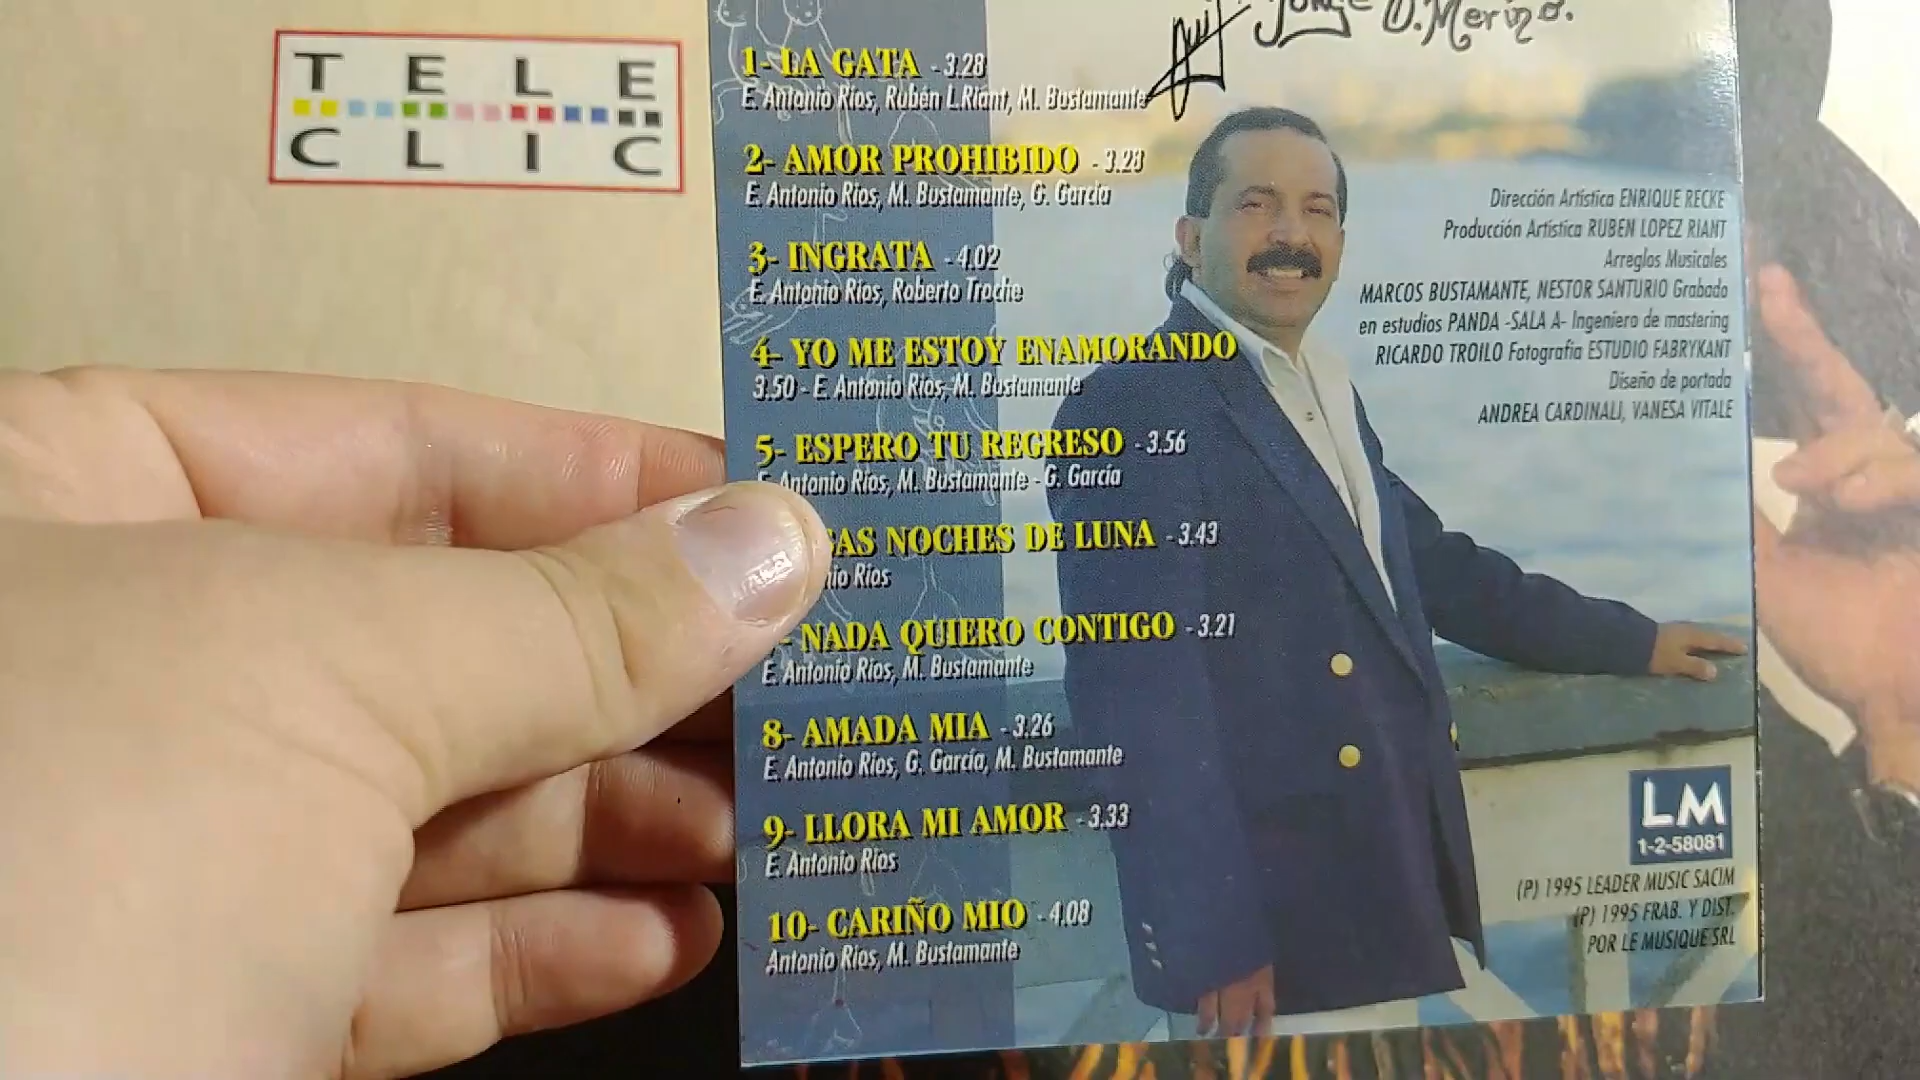 TELE
CLIC
Jorge D. Merino.
1- LA GATA - 3.28
E. Antonio Rios, Rubén L.Riant, M. Bustamante
2- AMOR PROHIBIDO - 3.28
E. Antonio Rios, M. Bustamante, G. García
3- INGRATA - 4.02
E. Antonio Rios, Roberto Troche
4- YO ME ESTOY ENAMORANDO
3.50 - E. Antonio Rios, M. Bustamante
5- ESPERO TU REGRESO - 3.56
Antonio Rios, M. Bustamante - G. García
NOCHES DE LUNA - 3.43
Rios
NADA QUIERO CONTIGO - 3.21
E. Antonio Rios, M. Bustamante
8- AMADA MIA - 3.26
E. Antonio Rios, G. García, M. Bustamante
9- LLORA MI AMOR - 3.33
E. Antonio Rios
10- CARIÑO MIO - 4.08
Antonio Rios, M. Bustamante
Dirección Artística ENRIQUE RECKE
Producción Artística RUBEN LOPEZ RIANT
Arreglos Musicales
MARCOS BUSTAMANTE, NESTOR SANTURIO Grabado
en estudios PANDA -SALA A- Ingeniero de mastering
RICARDO TROILO Fotografía ESTUDIO FABRYKANT
Diseño de portada
ANDREA CARDINALI, VANESA VITALE
LM
1-2-58081
(P) 1995 LEADER MUSIC SACIM
(P) 1995 FRAB. Y DIST.
POR LE MUSIQUE SRL